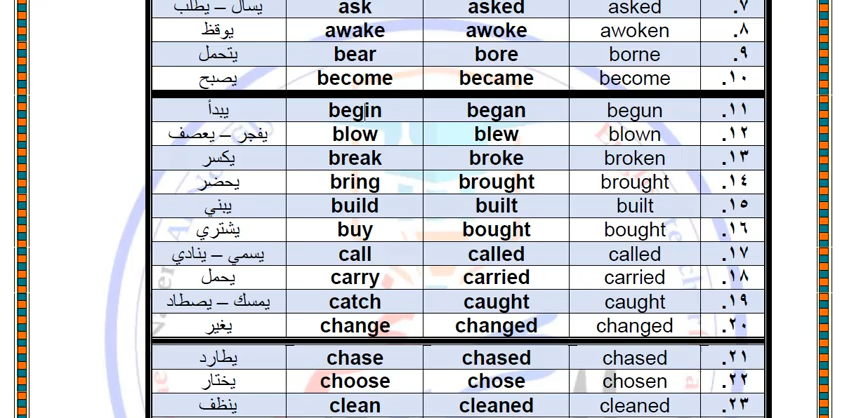 يسأل – يطلب ask asked asked ٧.
يوقظ awake awoke awoken ٨.
يتحمل bear bore borne ٩.
يصبح become became become ١٠.
يبدأ begin began begun ١١.
يفجر – يعصف blow blew blown ١٢.
يكسر break broke broken ١٣.
يحضر bring brought brought ١٤.
يبني build built built ١٥.
يشتري buy bought bought ١٦.
يسمي – ينادي call called called ١٧.
يحمل carry carried carried ١٨.
يمسك – يصطاد catch caught caught ١٩.
يغير change changed changed ٢٠.
يطارد chase chased chased ٢١.
يختار choose chose chosen ٢٢.
ينظف clean cleaned cleaned ٢٣.